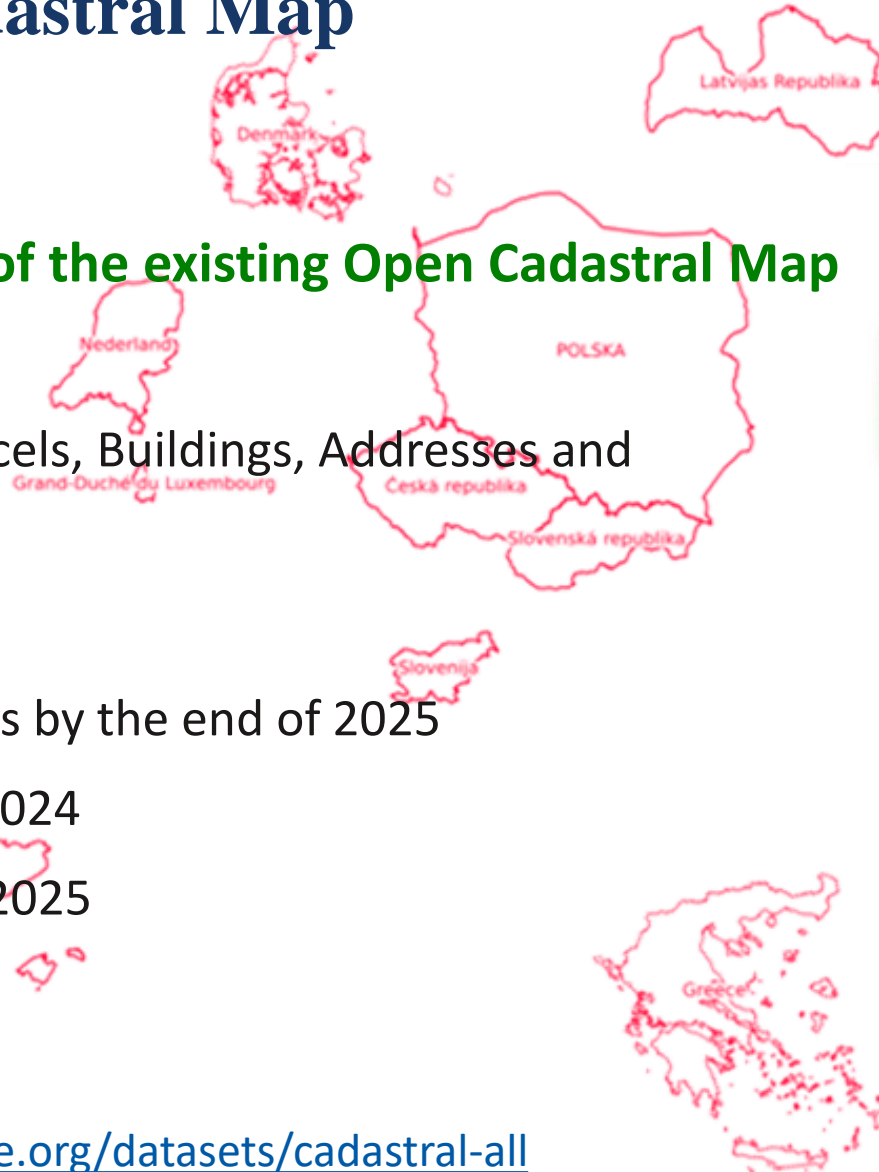 dastral Map
Latvijas Republika
Denmark
of the existing Open Cadastral Map
Nederland
POLSKA
cels, Buildings, Addresses and
Grand-Duché du Luxembourg
Česká republika
Slovenská republika
Slovenija
s by the end of 2025
024
2025
Greece
e.org/datasets/cadastral-all